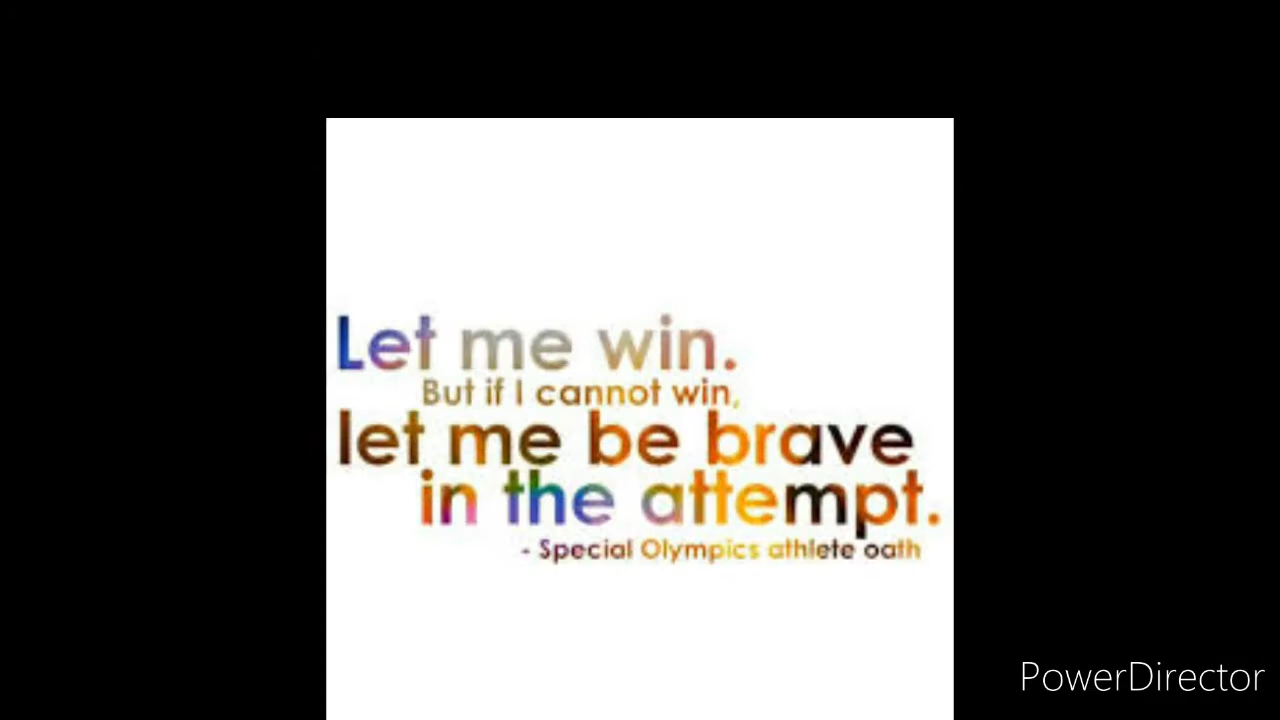 Let me win.
But if I cannot win,
let me be brave
in the attempt.
- Special Olympics athlete oath
PowerDirector